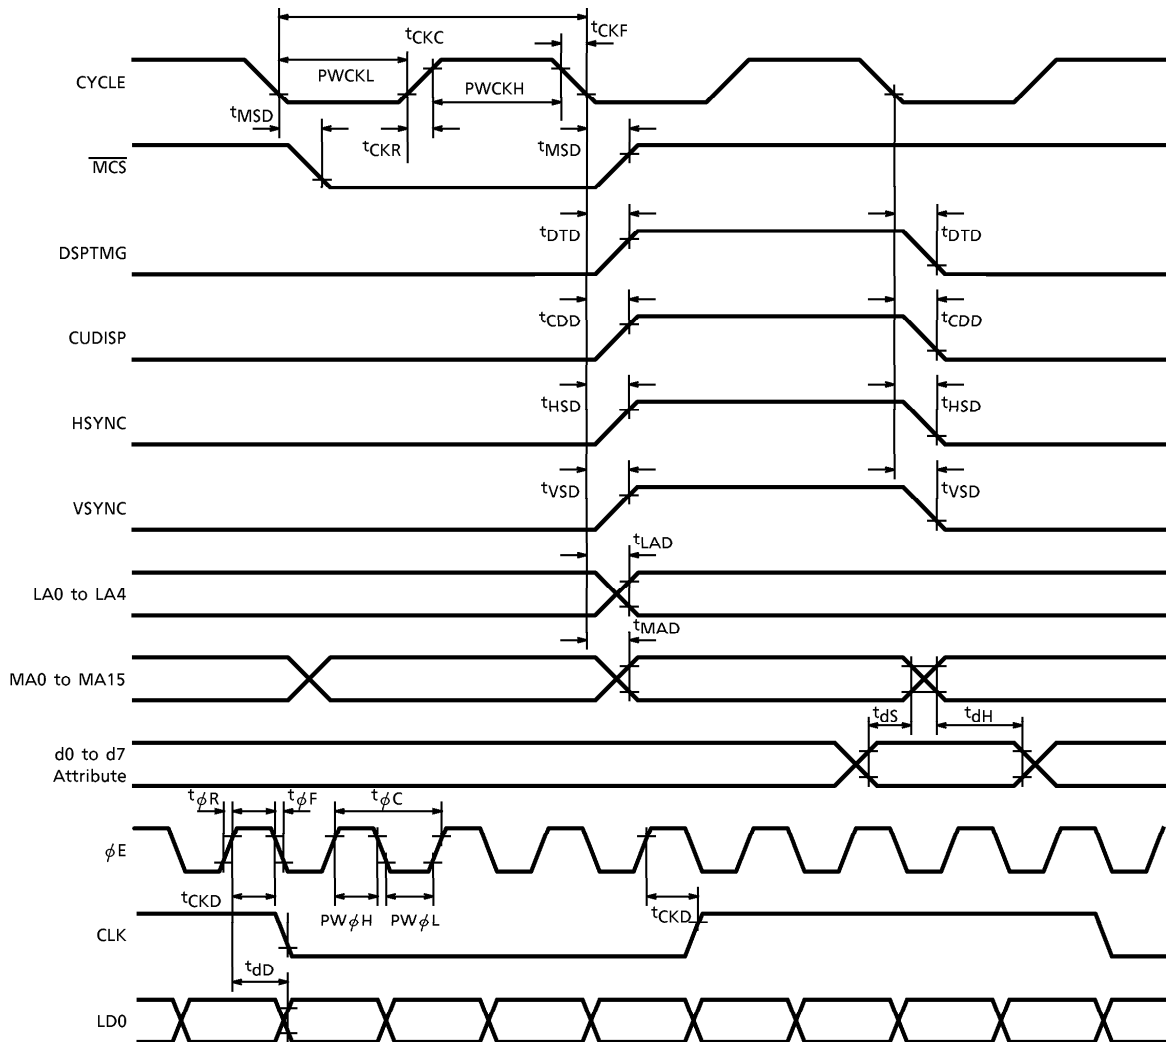 tCKC
tCKF
CYCLE
PWCKL
PWCKH
tMSD
tCKR
tMSD
MCS
tDTD
tDTD
DSPTMG
tCDD
tCDD
CUDISP
tHSD
tHSD
HSYNC
tVSD
tVSD
VSYNC
tLAD
LA0 to LA4
tMAD
MA0 to MA15
tdS
tdH
d0 to d7
Attribute
tϕR
tϕF
tϕC
ϕE
tCKD
PWϕH
PWϕL
tCKD
CLK
tdD
LD0